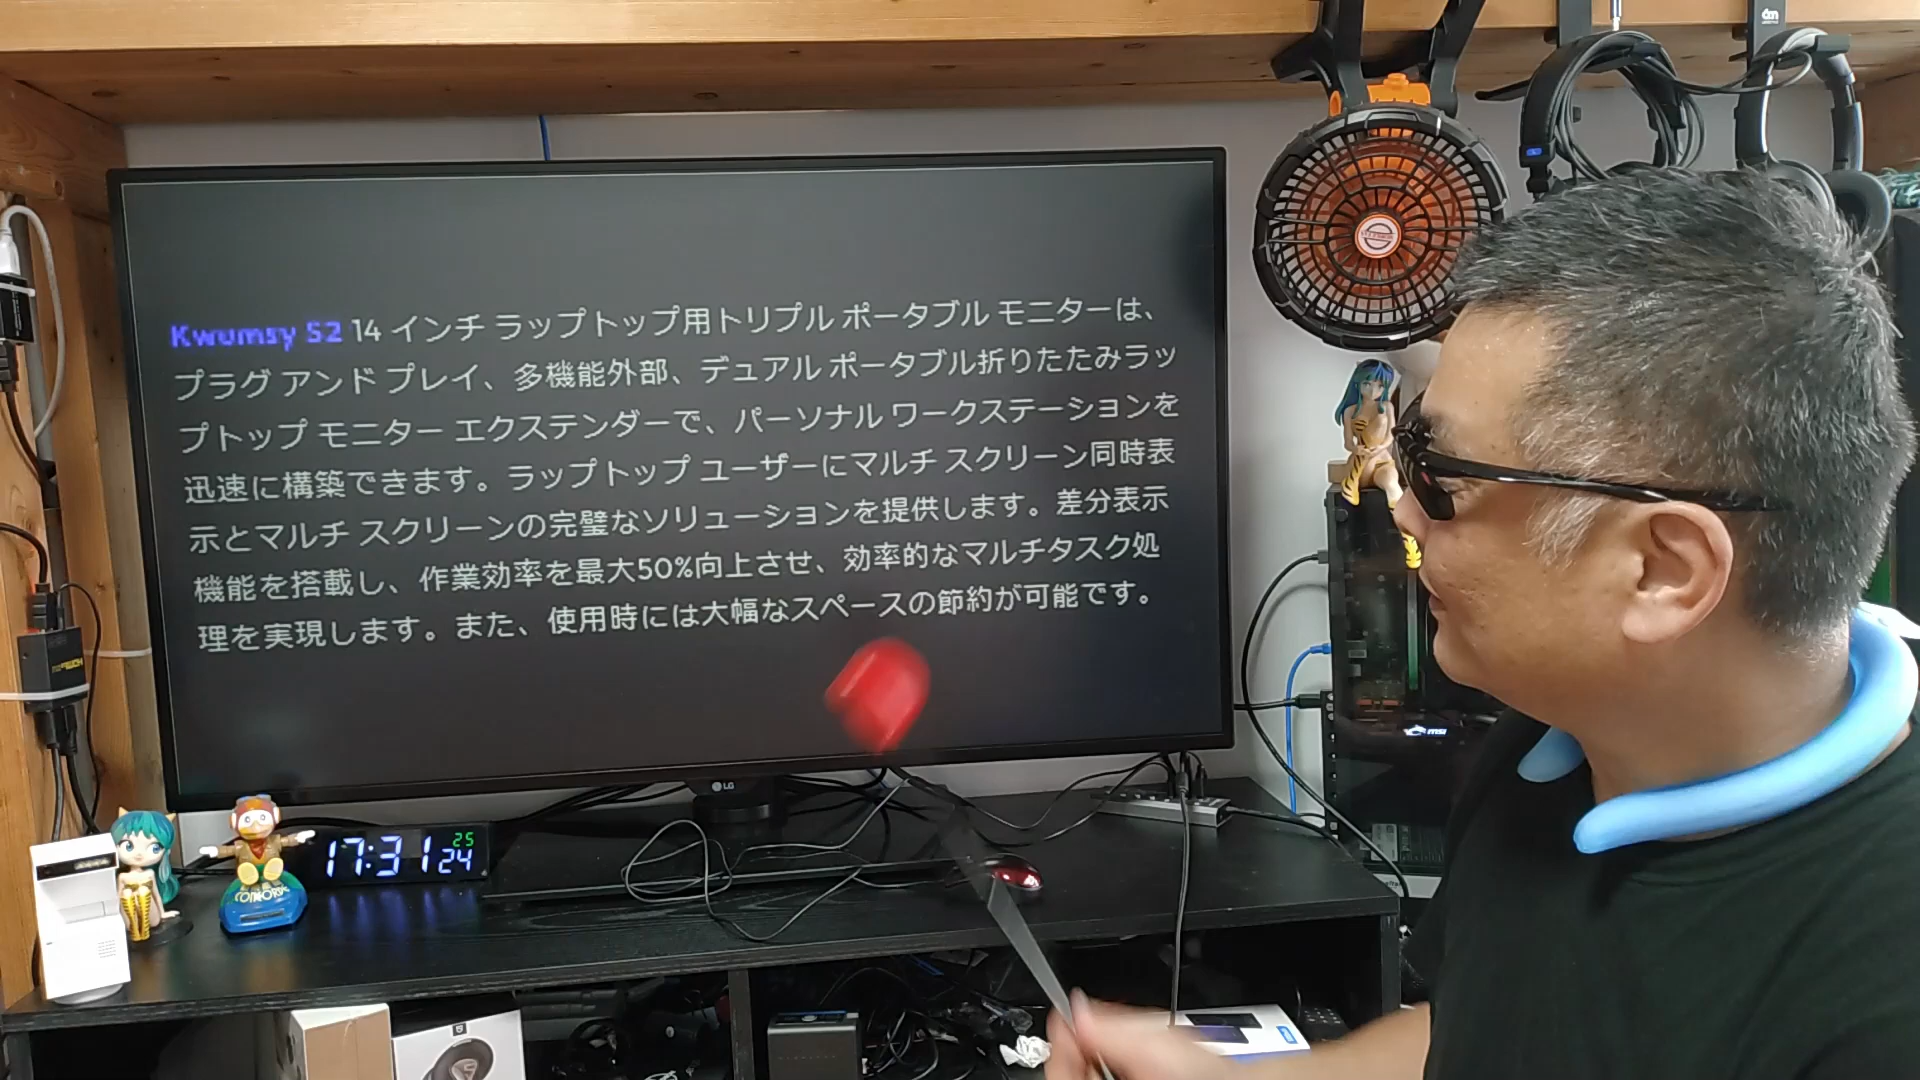 Kwumsy S2 14 インチ ラップトップ用トリプル ポータブル モニターは、
プラグ アンド プレイ、多機能外部、デュアル ポータブル折りたたみラッ
プトップ モニター エクステンダーで、パーソナル ワークステーションを
迅速に構築できます。ラップトップ ユーザーにマルチ スクリーン同時表
示とマルチ スクリーンの完璧なソリューションを提供します。差分表示
機能を搭載し、作業効率を最大50%向上させ、効率的なマルチタスク処
理を実現します。また、使用時には大幅なスペースの節約が可能です。
LG
msi
17:31 24
25